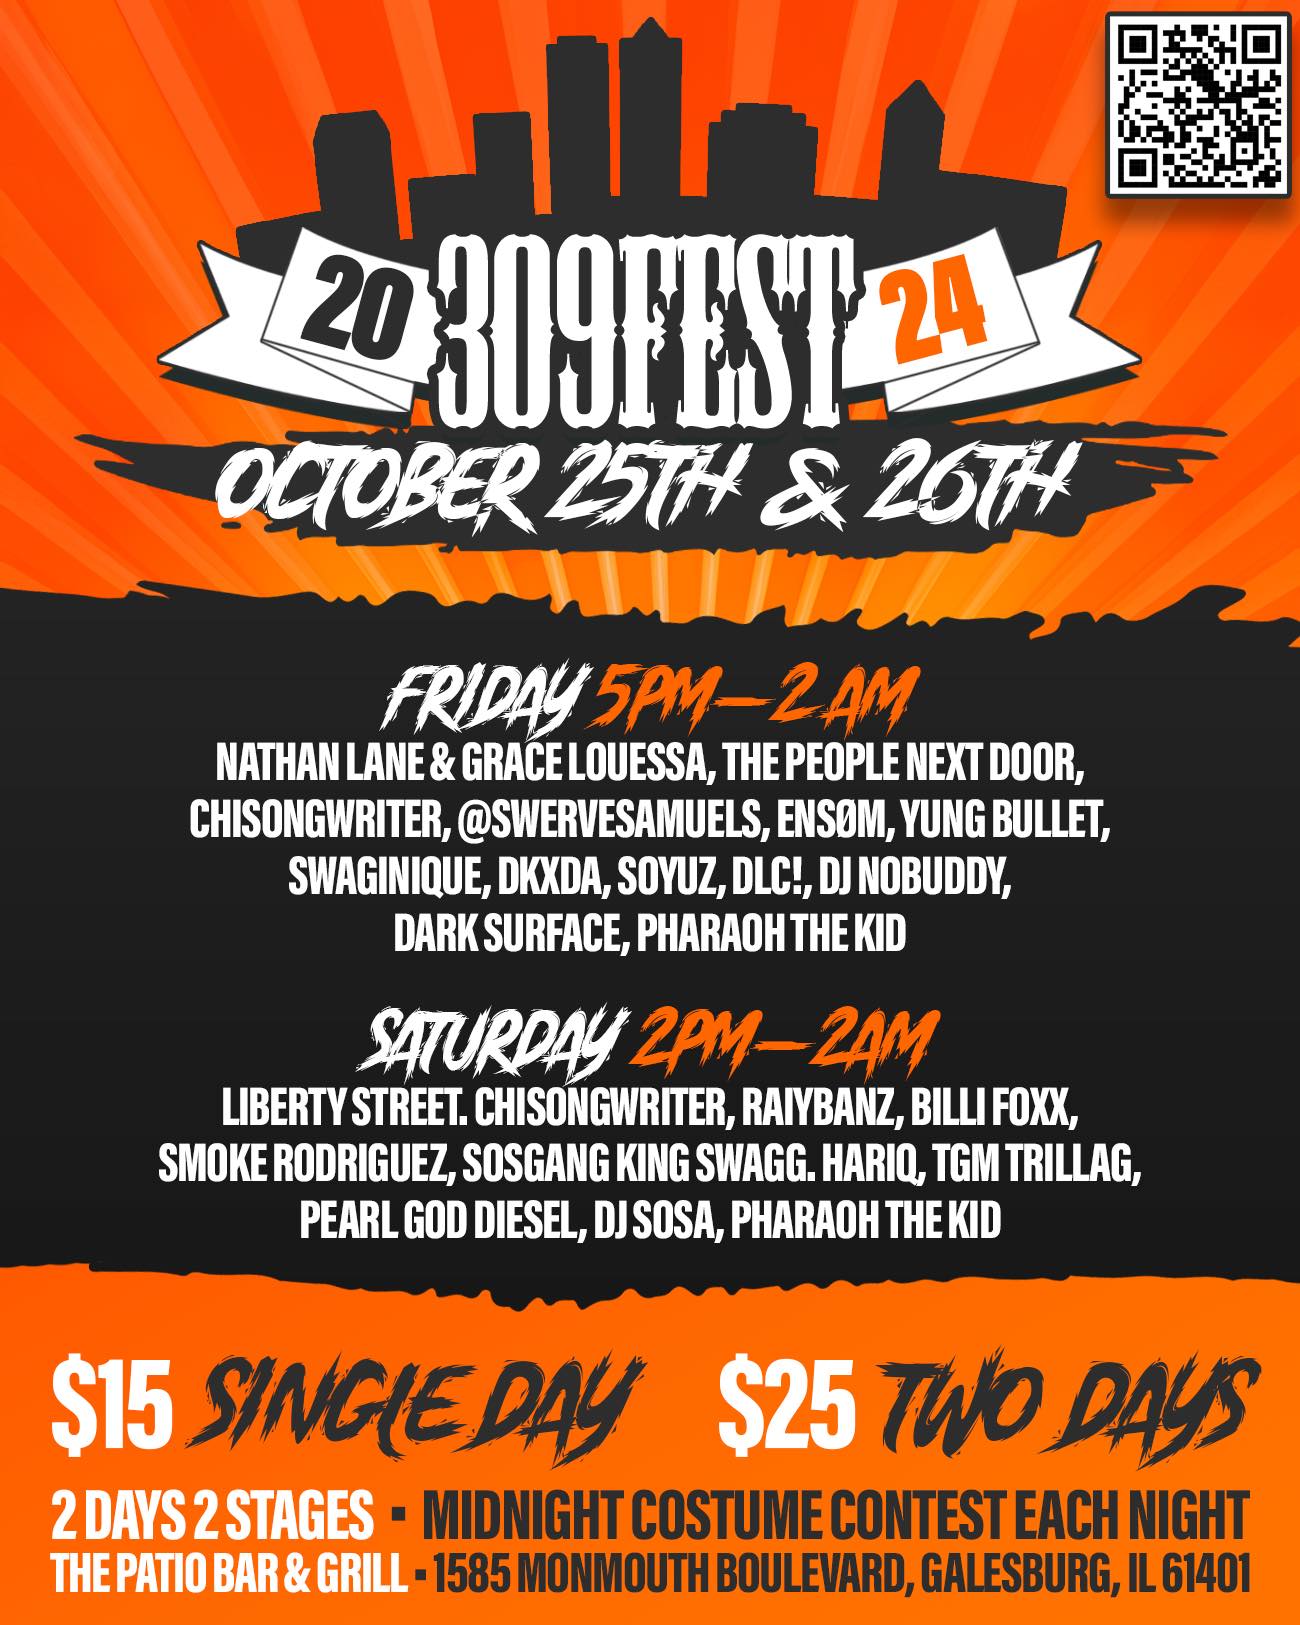 20 309FEST 24
OCTOBER 25TH & 26TH
FRIDAY 5PM—2AM
NATHAN LANE & GRACE LOUESSA, THE PEOPLE NEXT DOOR,
CHISONGWRITER, @SWERVESAMUELS, ENSØM, YUNG BULLET,
SWAGINIQUE, DKXDA, SOYUZ, DLC!, DJ NOBUDDY,
DARK SURFACE, PHARAOH THE KID
SATURDAY 2PM—2AM
LIBERTY STREET. CHISONGWRITER, RAIYBANZ, BILLI FOXX,
SMOKE RODRIGUEZ, SOSGANG KING SWAGG. HARIQ, TGM TRILLAG,
PEARL GOD DIESEL, DJ SOSA, PHARAOH THE KID
$15 SINGLE DAY $25 TWO DAYS
2 DAYS 2 STAGES ▪ MIDNIGHT COSTUME CONTEST EACH NIGHT
THE PATIO BAR & GRILL ▪ 1585 MONMOUTH BOULEVARD, GALESBURG, IL 61401